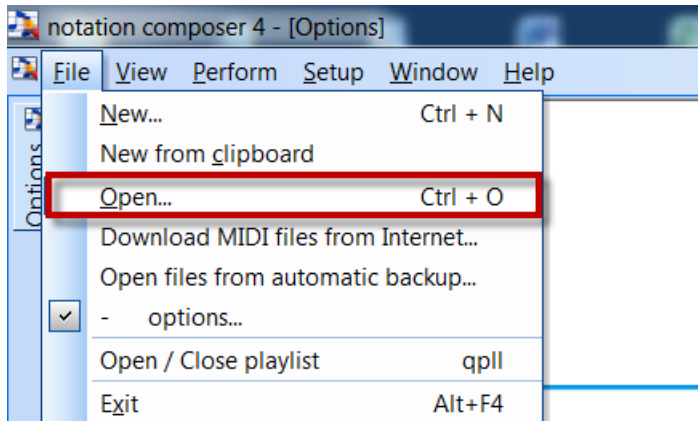 notation composer 4 - [Options]
File View Perform Setup Window Help
Options
New... Ctrl + N
New from clipboard
Open... Ctrl + O
Download MIDI files from Internet...
Open files from automatic backup...
- options...
Open / Close playlist qpll
Exit Alt+F4